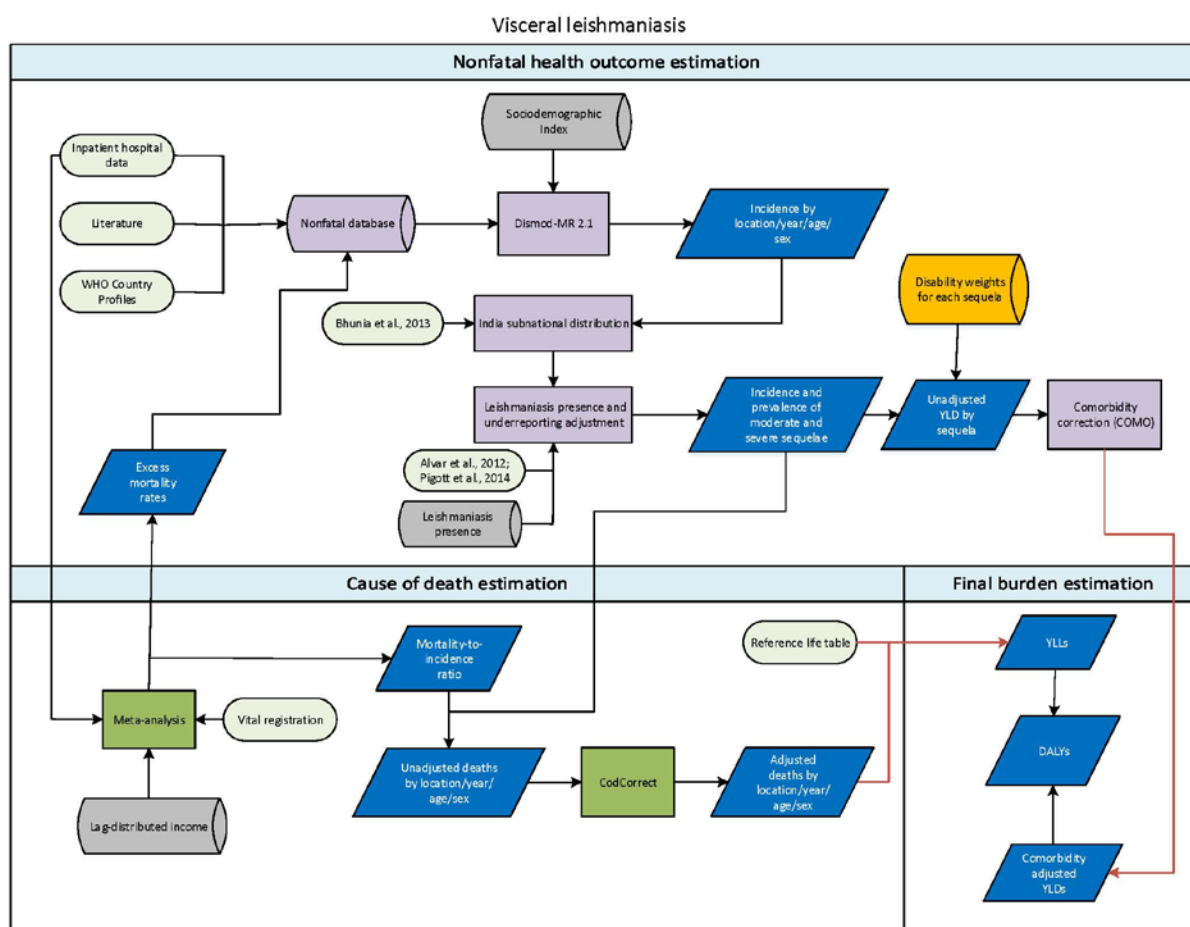 Visceral leishmaniasis
Nonfatal health outcome estimation
Sociodemographic
Index
Inpatient hospital
data
Literature
WHO Country
Profiles
Nonfatal database
Dismod-MR 2.1
Incidence by
location/year/age/
sex
Disability weights
for each sequela
Bhunia et al., 2013
India subnational distribution
Leishmaniasis presence and
underreporting adjustment
Incidence and
prevalence of
moderate and
severe sequelae
Unadjusted
YLD by
sequela
Comorbidity
correction (COMO)
Excess
mortality
rates
Alvar et al., 2012;
Pigott et al., 2014
Leishmaniasis
presence
Cause of death estimation
Final burden estimation
Mortality-to-
incidence
ratio
Reference life table
YLLs
Meta-analysis
Vital registration
DALYs
Unadjusted deaths
by location/year/
age/sex
CodCorrect
Adjusted
deaths by
location/year/
age/sex
Lag-distributed income
Comorbidity
adjusted
YLDs